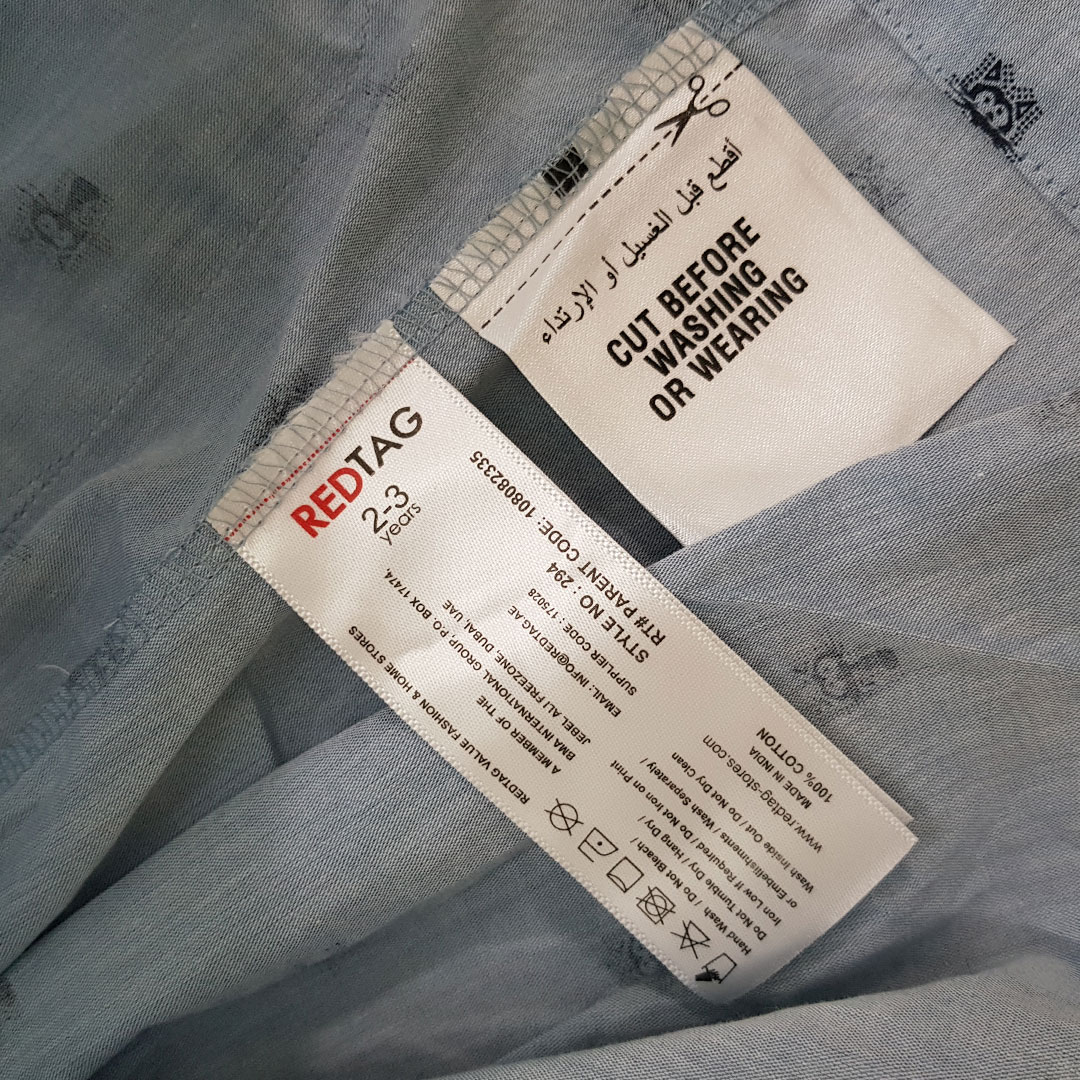 اقطع قبل الغسيل أو الإرتداء
CUT BEFORE
WASHING
OR WEARING
REDTAG
2-3
years
100% COTTON
MADE IN INDIA
www.redtag-stores.com
Wash Inside Out / Do Not Dry Clean
or Embellishments / Wash Separately /
Iron Low If Required / Do Not Iron on Print
Do Not Tumble Dry / Hang Dry /
Hand Wash / Do Not Bleach /
REDTAG VALUE FASHION & HOME STORES
A MEMBER OF THE
BMA INTERNATIONAL GROUP, P.O. BOX 17474,
JEBEL ALI FREEZONE, DUBAI, UAE
EMAIL: INFO@REDTAG.AE
SUPPLIER CODE : 175028
STYLE NO : 294
RT# PARENT CODE: 108082335